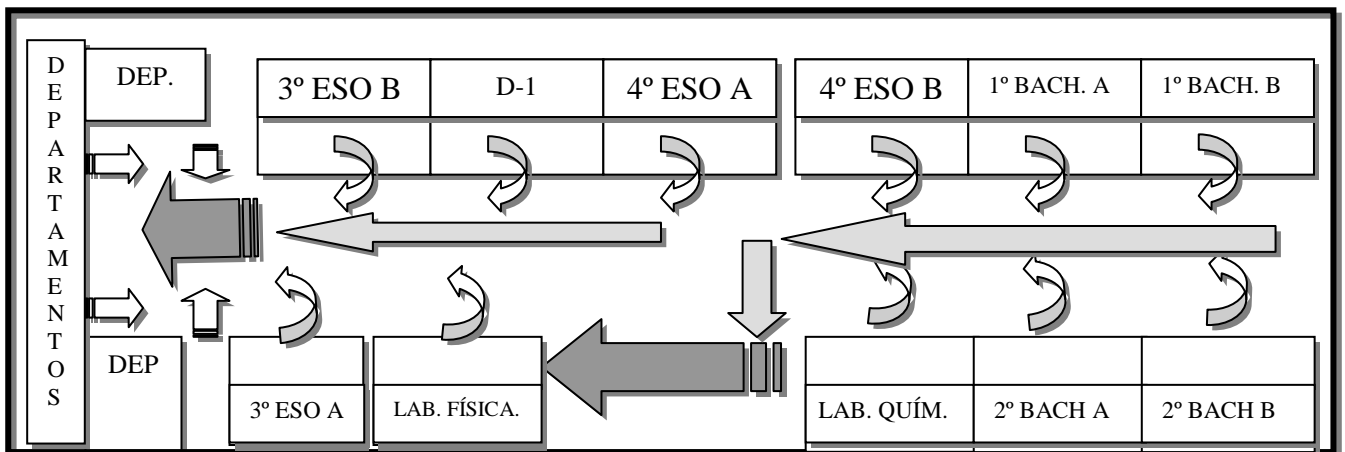 DEPARTAMENTOS
DEP.
3º ESO B
D-1
4º ESO A
4º ESO B
1º BACH. A
1º BACH. B
DEP
3º ESO A
LAB. FÍSICA.
LAB. QUÍM.
2º BACH A
2º BACH B